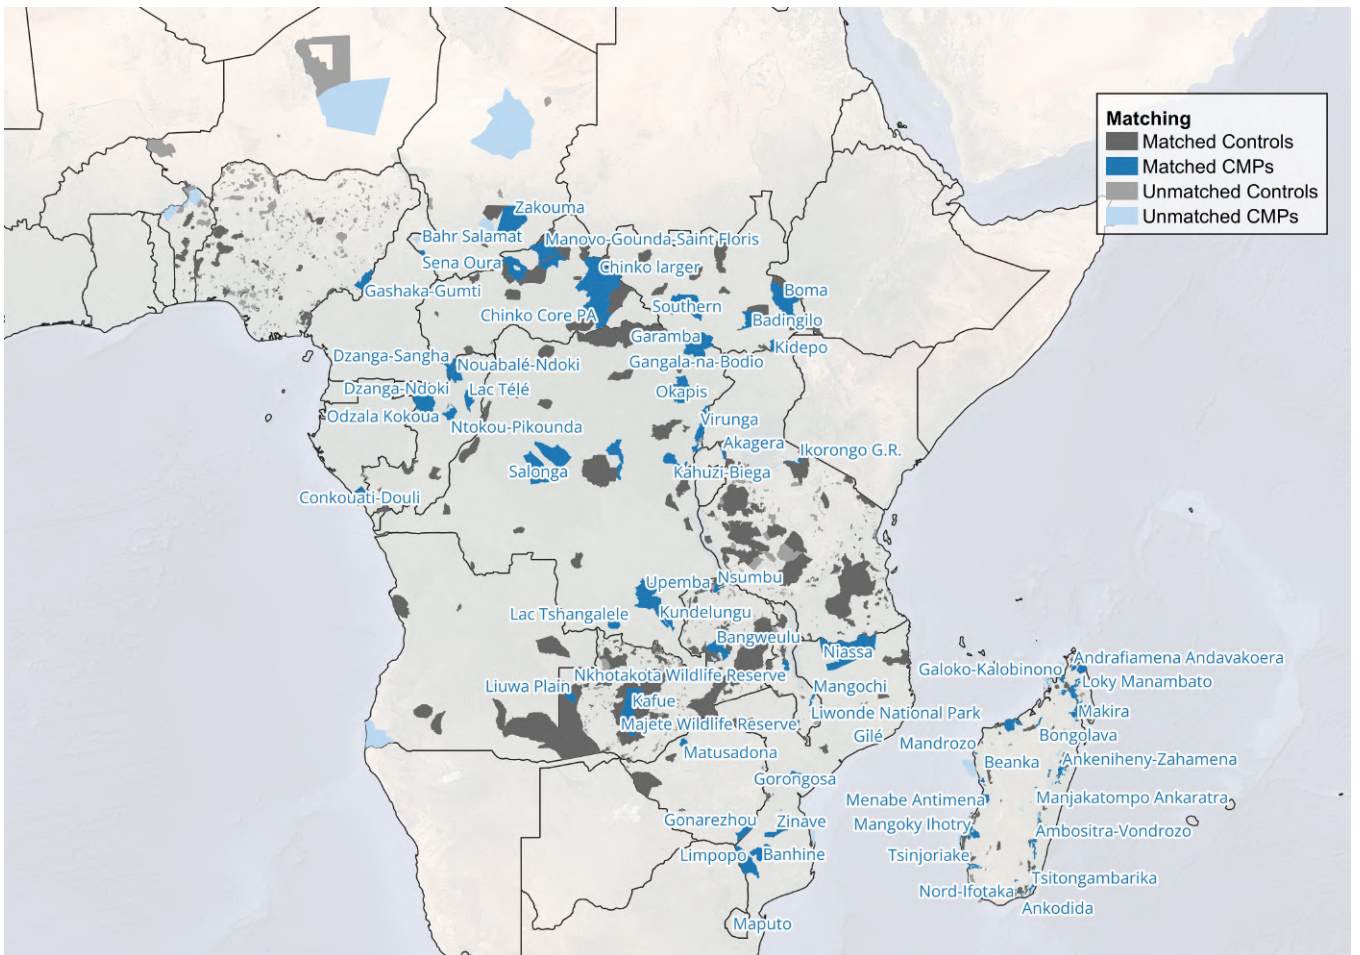 Matching
Matched Controls
Matched CMPs
Unmatched Controls
Unmatched CMPs
Zakouma
Bahr Salamat
Manovo-Gounda-Saint Floris
Sena Oura
Chinko larger
Gashaka-Gumti
Boma
Southern
Chinko Core PA
Badingilo
Garamba
Kidepo
Dzanga-Sangha
Nouabalé-Ndoki
Gangala-na-Bodio
Dzanga-Ndoki
Lac Télé
Okapis
Odzala Kokoua
Ntokou-Pikounda
Virunga
Akagera
Ikorongo G.R.
Salonga
Kahuzi-Biega
Conkouati-Douli
Upemba
Nsumbu
Lac Tshangalele
Kundelungu
Bangweulu
Niassa
Galoko-Kalobinono
Andrafiamena Andavakoera
Nkhotakota Wildlife Reserve
Loky Manambato
Liuwa Plain
Mangochi
Kafue
Liwonde National Park
Makira
Majete Wildlife Reserve
Gilé
Mandrozo
Bongolava
Matusadona
Beanka
Ankeniheny-Zahamena
Gorongosa
Menabe Antimena
Manjakatompo Ankaratra
Gonarezhou
Zinave
Mangoky Ihotry
Ambositra-Vondrozo
Limpopo
Banhine
Tsinjoriake
Tsitongambarika
Nord-Ifotaka
Ankodida
Maputo